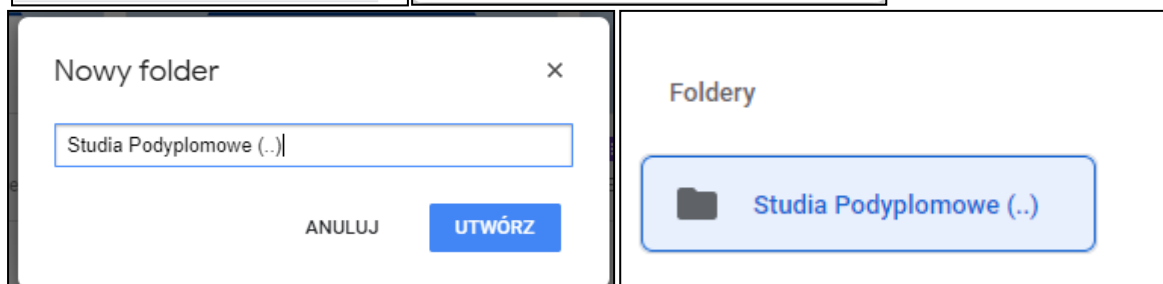 Nowy folder
×
Studia Podyplomowe (..)
ANULUJ
UTWÓRZ
Foldery
Studia Podyplomowe (..)